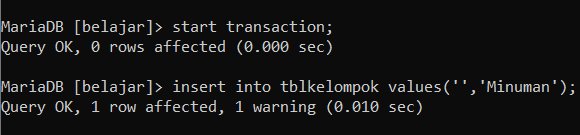 MariaDB [belajar]> start transaction;
Query OK, 0 rows affected (0.000 sec)
MariaDB [belajar]> insert into tblkelompok values('','Minuman');
Query OK, 1 row affected, 1 warning (0.010 sec)